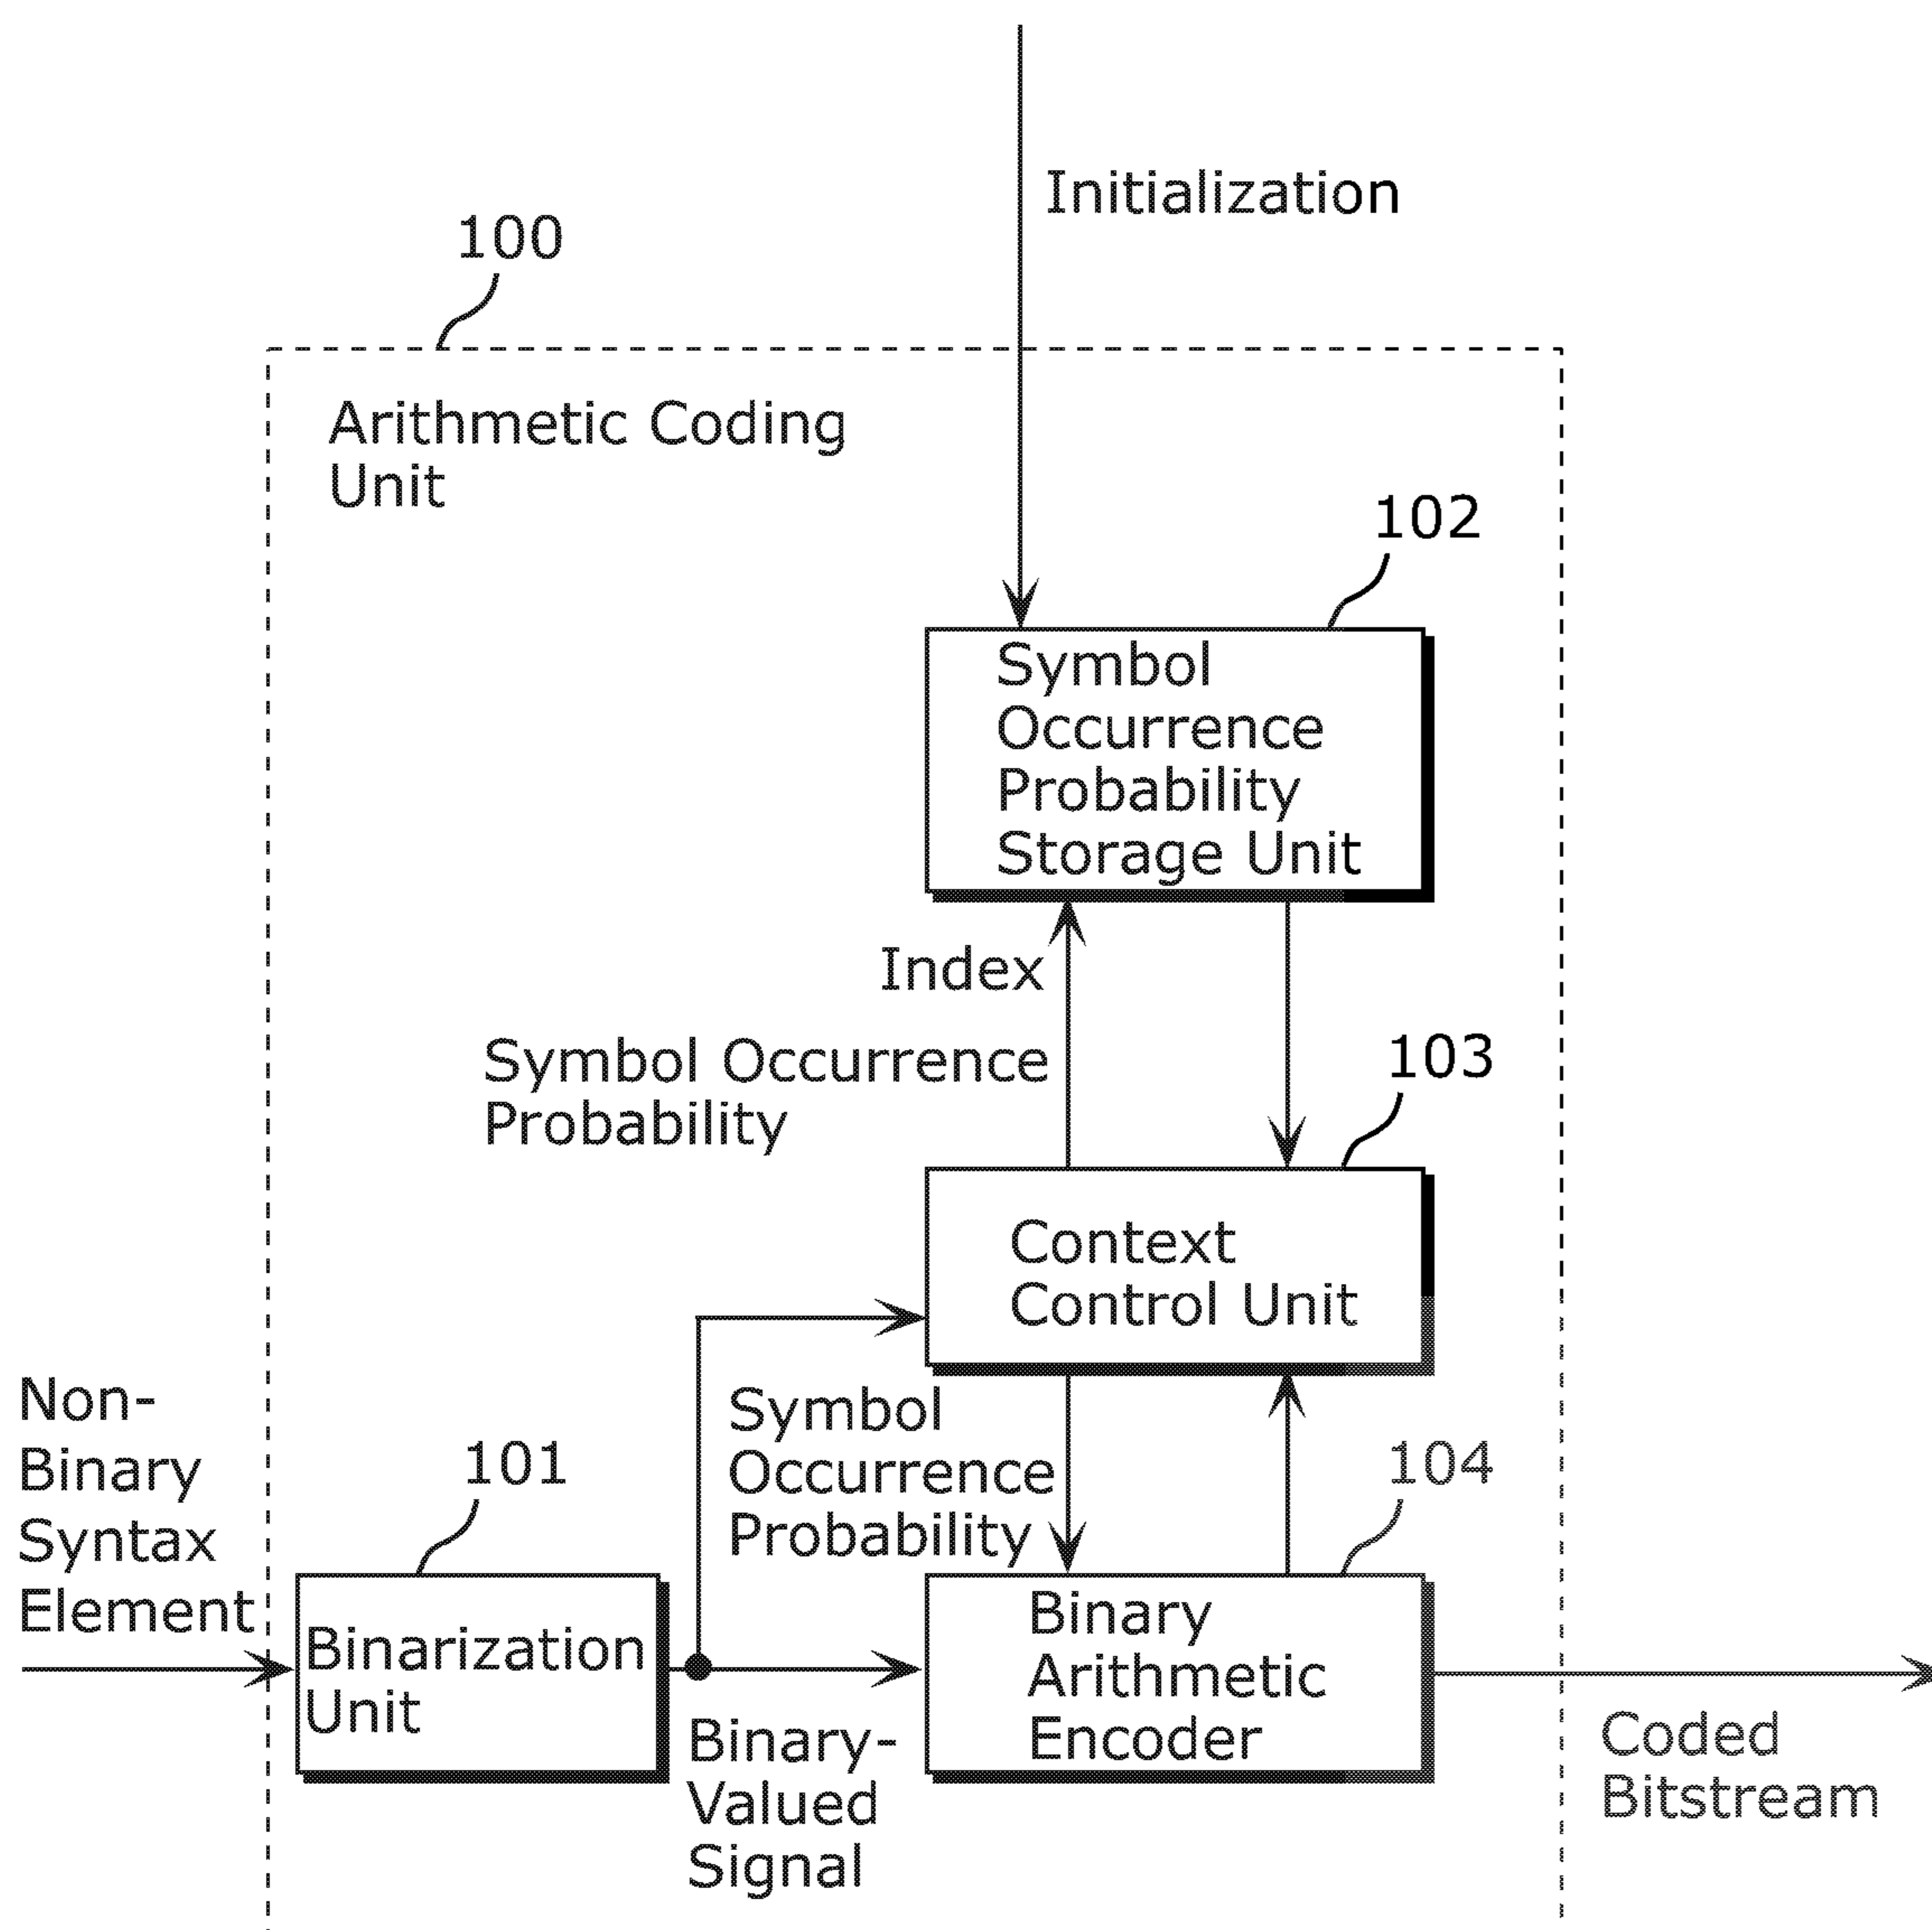 Initialization
100
Arithmetic Coding
Unit
102
Symbol
Occurrence
Probability
Storage Unit
Index
Symbol Occurrence
Probability
103
Context
Control Unit
Non-
Binary
Syntax
Element
101
Symbol
Occurrence
Probability
104
Binarization
Unit
Binary
Arithmetic
Encoder
Binary-
Valued
Signal
Coded
Bitstream